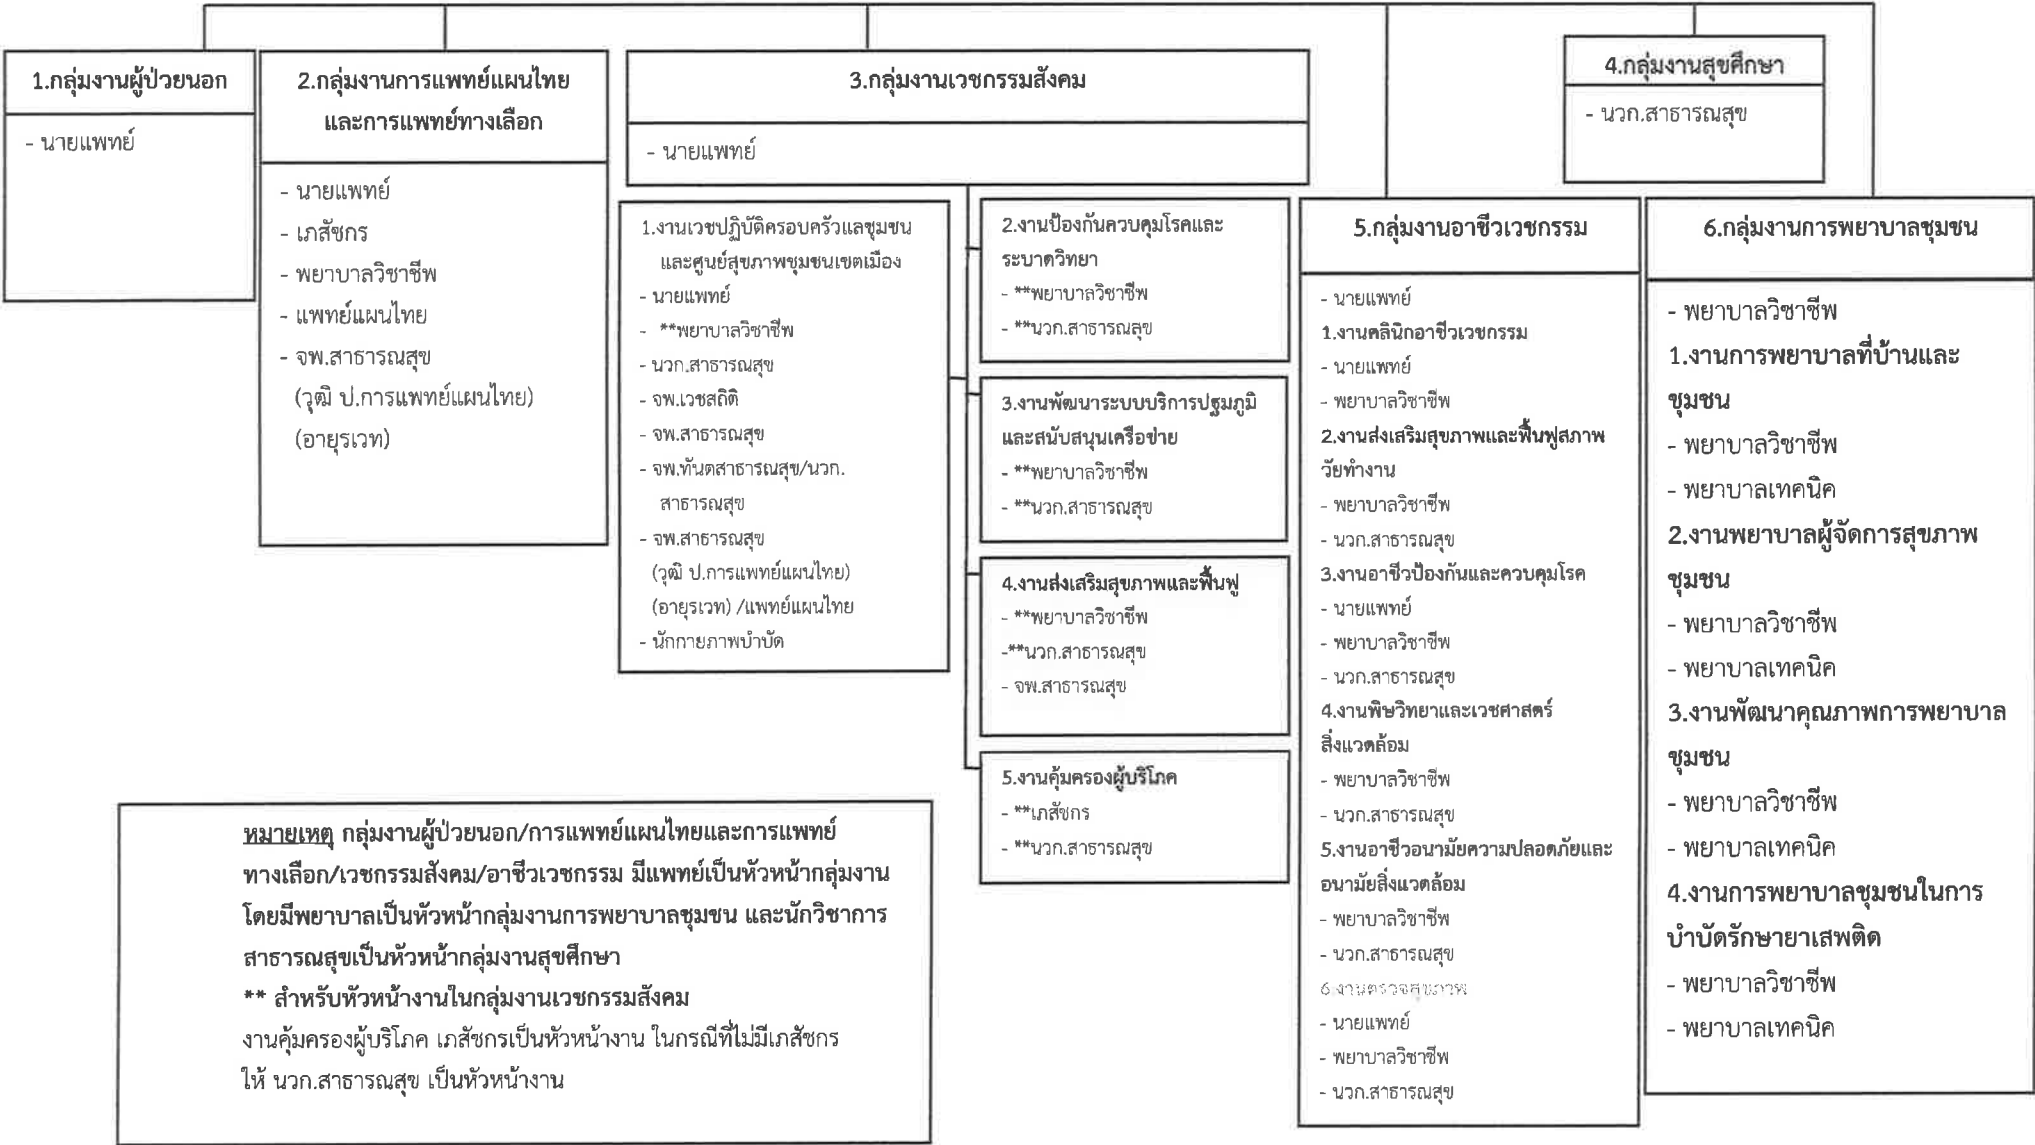 1.กลุ่มงานผู้ป่วยนอก
- นายแพทย์
2.กลุ่มงานการแพทย์แผนไทย
และการแพทย์ทางเลือก
- นายแพทย์
- เภสัชกร
- พยาบาลวิชาชีพ
- แพทย์แผนไทย
- จพ.สาธารณสุข
(วุฒิ ป.การแพทย์แผนไทย)
(อายุรเวท)
3.กลุ่มงานเวชกรรมสังคม
- นายแพทย์
1.งานเวชปฏิบัติครอบครัวแลชุมชน
และศูนย์สุขภาพชุมชนเขตเมือง
- นายแพทย์
- **พยาบาลวิชาชีพ
- นวก.สาธารณสุข
- จพ.เวชสถิติ
- จพ.สาธารณสุข
- จพ.ทันตสาธารณสุข/นวก.
สาธารณสุข
- จพ.สาธารณสุข
(วุฒิ ป.การแพทย์แผนไทย)
(อายุรเวท) /แพทย์แผนไทย
- นักกายภาพบำบัด
2.งานป้องกันควบคุมโรคและ
ระบาดวิทยา
- **พยาบาลวิชาชีพ
- **นวก.สาธารณสุข
3.งานพัฒนาระบบบริการปฐมภูมิ
และสนับสนุนเครือข่าย
- **พยาบาลวิชาชีพ
- **นวก.สาธารณสุข
4.งานส่งเสริมสุขภาพและฟื้นฟู
- **พยาบาลวิชาชีพ
-**นวก.สาธารณสุข
- จพ.สาธารณสุข
5.งานคุ้มครองผู้บริโภค
- **เภสัชกร
- **นวก.สาธารณสุข
4.กลุ่มงานสุขศึกษา
- นวก.สาธารณสุข
5.กลุ่มงานอาชีวเวชกรรม
- นายแพทย์
1.งานคลินิกอาชีวเวชกรรม
- นายแพทย์
- พยาบาลวิชาชีพ
2.งานส่งเสริมสุขภาพและฟื้นฟูสภาพ
วัยทำงาน
- พยาบาลวิชาชีพ
- นวก.สาธารณสุข
3.งานอาชีวป้องกันและควบคุมโรค
- นายแพทย์
- พยาบาลวิชาชีพ
- นวก.สาธารณสุข
4.งานพิษวิทยาและเวชศาสตร์
สิ่งแวดล้อม
- พยาบาลวิชาชีพ
- นวก.สาธารณสุข
5.งานอาชีวอนามัยความปลอดภัยและ
อนามัยสิ่งแวดล้อม
- พยาบาลวิชาชีพ
- นวก.สาธารณสุข
6.งานตรวจสุขภาพ
- นายแพทย์
- พยาบาลวิชาชีพ
- นวก.สาธารณสุข
6.กลุ่มงานการพยาบาลชุมชน
- พยาบาลวิชาชีพ
1.งานการพยาบาลที่บ้านและ
ชุมชน
- พยาบาลวิชาชีพ
- พยาบาลเทคนิค
2.งานพยาบาลผู้จัดการสุขภาพ
ชุมชน
- พยาบาลวิชาชีพ
- พยาบาลเทคนิค
3.งานพัฒนาคุณภาพการพยาบาล
ชุมชน
- พยาบาลวิชาชีพ
- พยาบาลเทคนิค
4.งานการพยาบาลชุมชนในการ
บำบัดรักษายาเสพติด
- พยาบาลวิชาชีพ
- พยาบาลเทคนิค
หมายเหตุ กลุ่มงานผู้ป่วยนอก/การแพทย์แผนไทยและการแพทย์
ทางเลือก/เวชกรรมสังคม/อาชีวเวชกรรม มีแพทย์เป็นหัวหน้ากลุ่มงาน
โดยมีพยาบาลเป็นหัวหน้ากลุ่มงานการพยาบาลชุมชน และนักวิชาการ
สาธารณสุขเป็นหัวหน้ากลุ่มงานสุขศึกษา
** สำหรับหัวหน้างานในกลุ่มงานเวชกรรมสังคม
งานคุ้มครองผู้บริโภค เภสัชกรเป็นหัวหน้างาน ในกรณีที่ไม่มีเภสัชกร
ให้ นวก.สาธารณสุข เป็นหัวหน้างาน